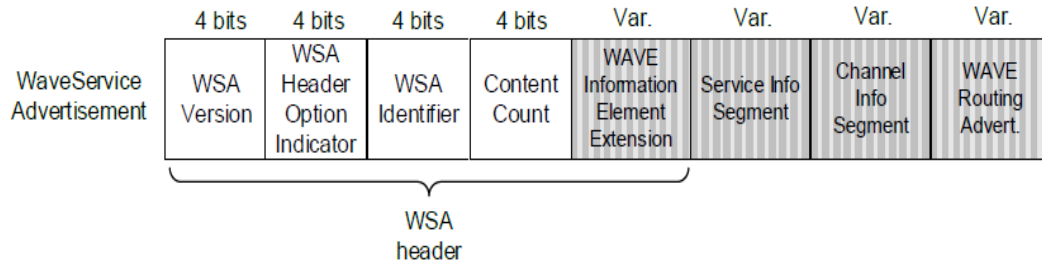 4 bits 4 bits 4 bits 4 bits Var. Var. Var. Var.
WaveService
Advertisement
WSA
Version
WSA
Header
Option
Indicator
WSA
Identifier
Content
Count
WAVE
Information
Element
Extension
Service Info
Segment
Channel
Info
Segment
WAVE
Routing
Advert.
WSA
header